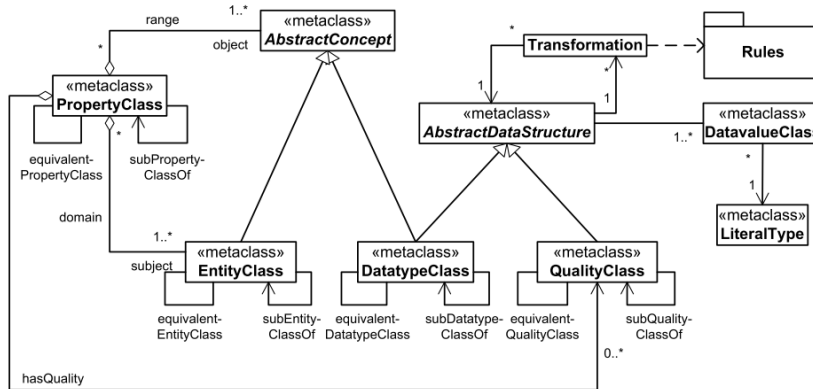 range
1..*
object
*
«metaclass»
AbstractConcept
*
Transformation
Rules
«metaclass»
PropertyClass
*
1
1
*
«metaclass»
AbstractDataStructure
1..*
«metaclass»
DatavalueClass
equivalent-
PropertyClass
subProperty-
ClassOf
*
1
«metaclass»
LiteralType
domain
1..*
subject
«metaclass»
EntityClass
«metaclass»
DatatypeClass
«metaclass»
QualityClass
equivalent-
EntityClass
subEntity-
ClassOf
equivalent-
DatatypeClass
subDatatype-
ClassOf
equivalent-
QualityClass
subQuality-
ClassOf
0..*
hasQuality